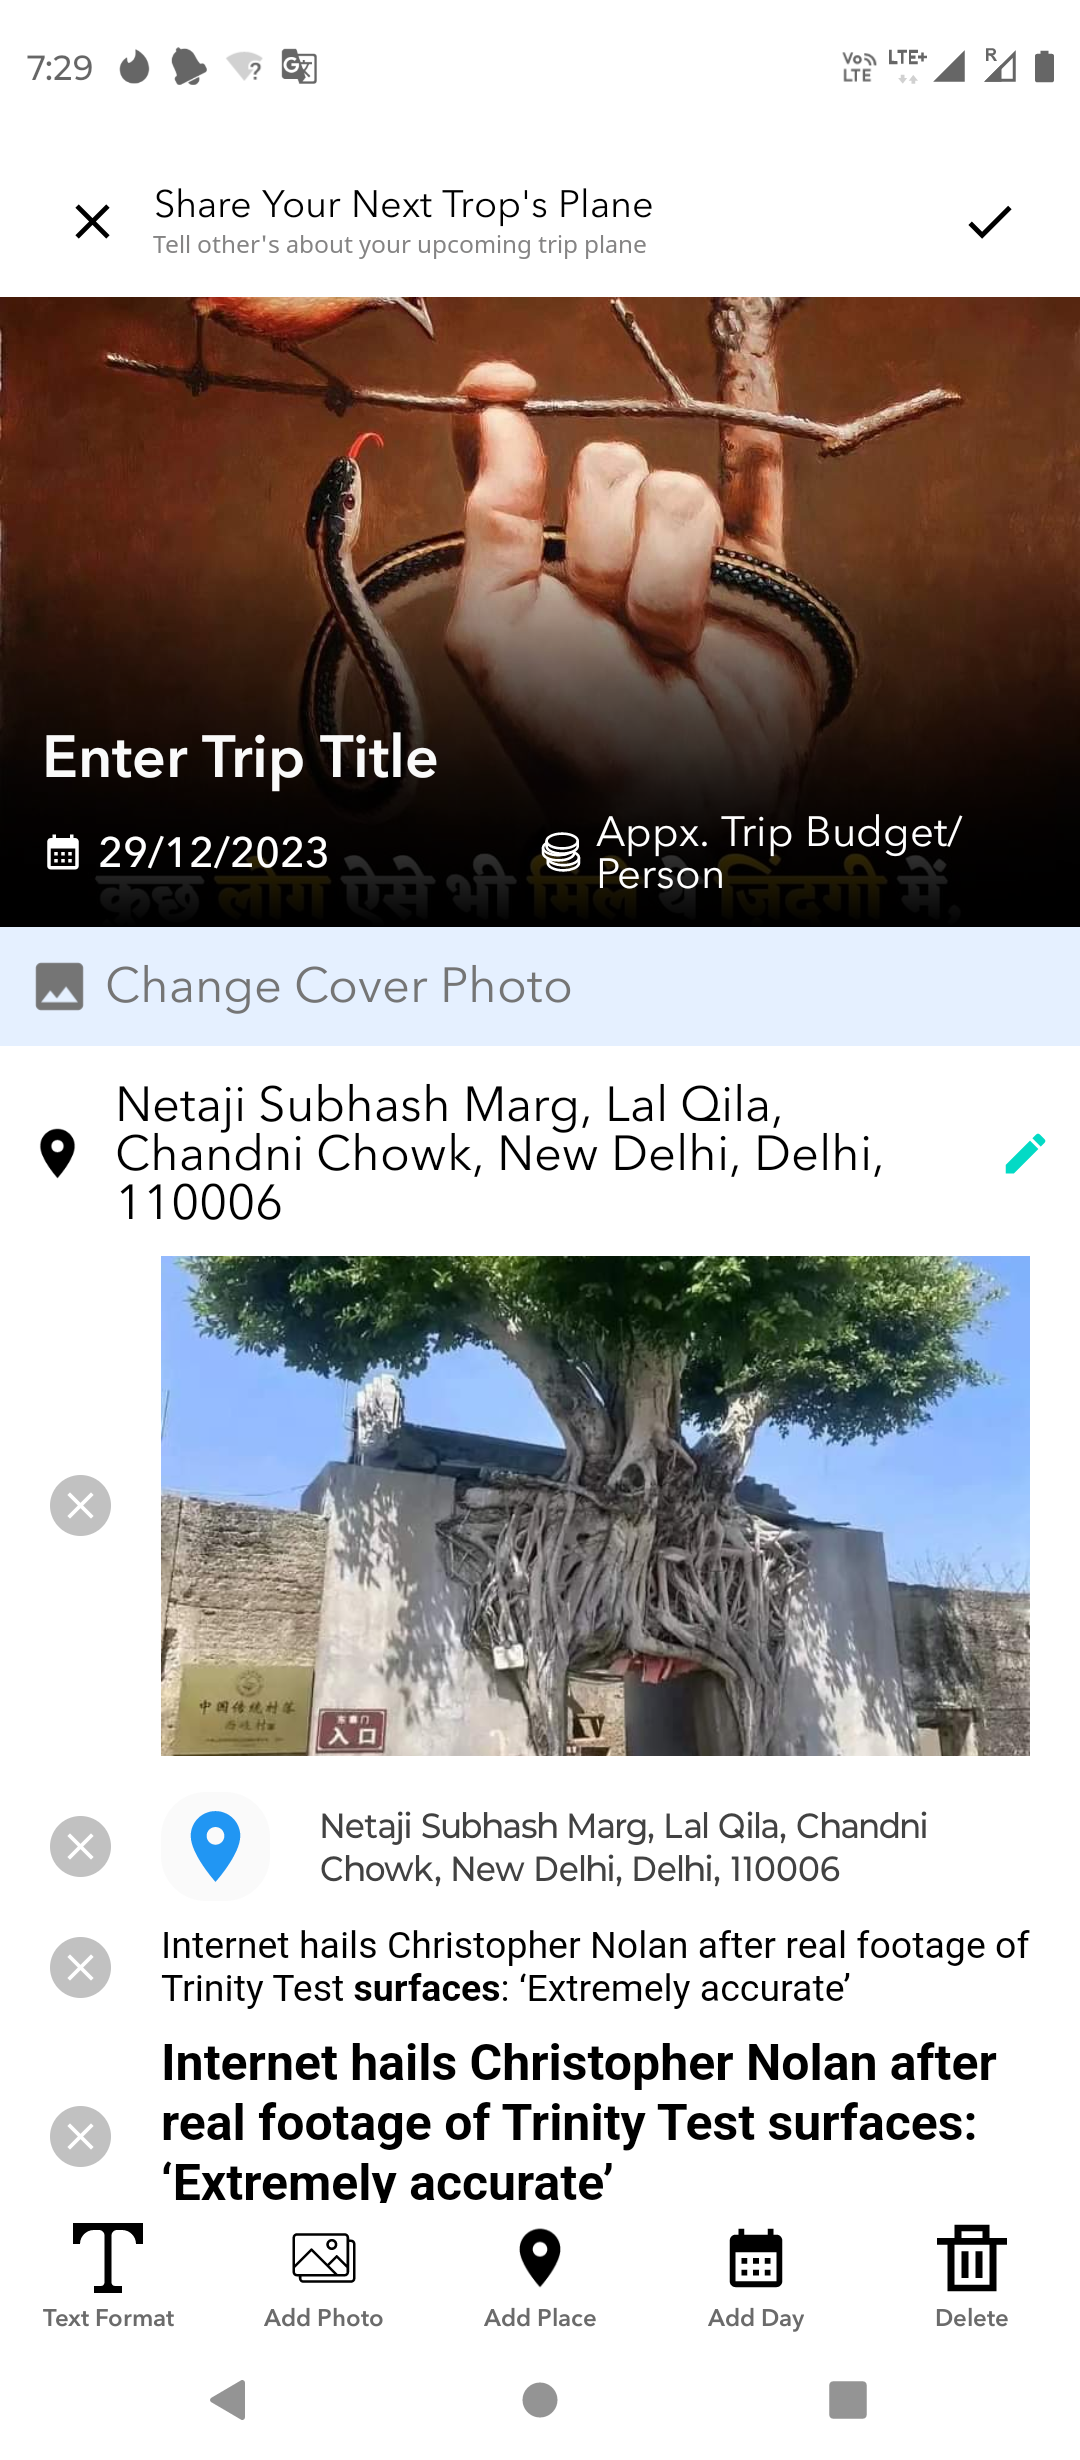 7:29
Vo LTE
LTE+
R
Share Your Next Trop's Plane
Tell other's about your upcoming trip plane
Enter Trip Title
29/12/2023
Appx. Trip Budget/
Person
कुछ लोग ऐसे भी मिले थे जिंदगी में,
Change Cover Photo
Netaji Subhash Marg, Lal Qila,
Chandni Chowk, New Delhi, Delhi,
110006
中国传统村落
入口
Netaji Subhash Marg, Lal Qila, Chandni
Chowk, New Delhi, Delhi, 110006
Internet hails Christopher Nolan after real footage of
Trinity Test surfaces: ‘Extremely accurate’
Internet hails Christopher Nolan after
real footage of Trinity Test surfaces:
‘Extremely accurate’
Text Format
Add Photo
Add Place
Add Day
Delete